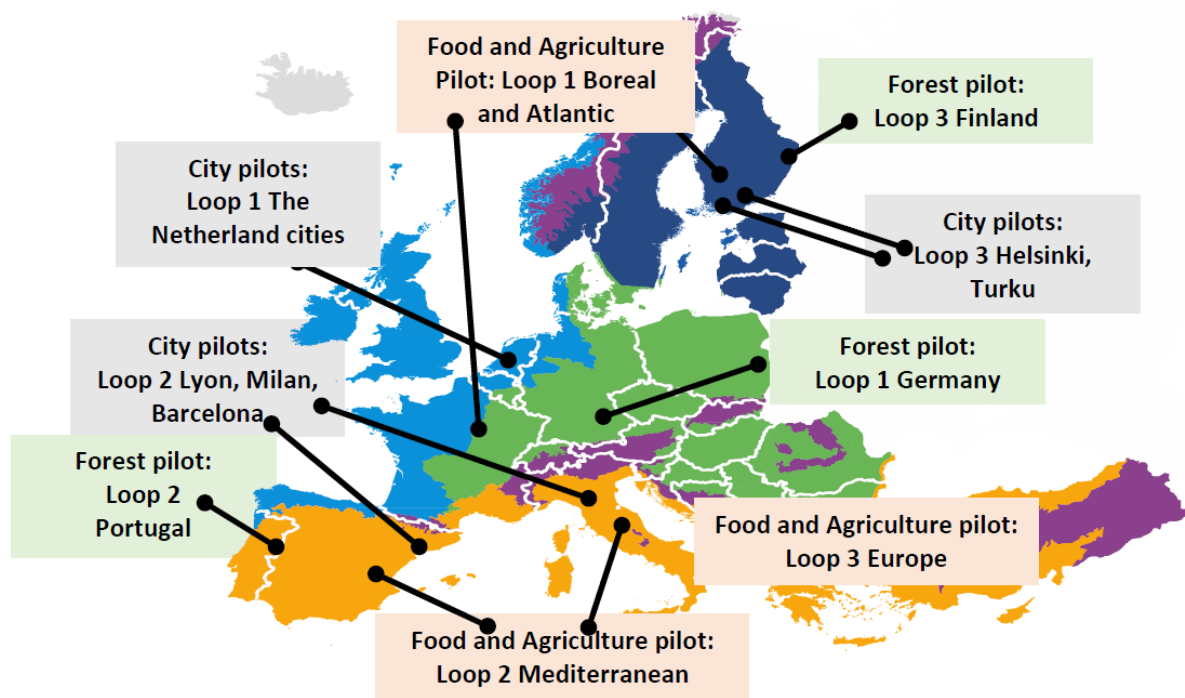 Food and Agriculture
Pilot: Loop 1 Boreal
and Atlantic
Forest pilot:
Loop 3 Finland
City pilots:
Loop 1 The
Netherland cities
City pilots:
Loop 3 Helsinki,
Turku
City pilots:
Loop 2 Lyon, Milan,
Barcelona
Forest pilot:
Loop 1 Germany
Forest pilot:
Loop 2
Portugal
Food and Agriculture pilot:
Loop 3 Europe
Food and Agriculture pilot:
Loop 2 Mediterranean